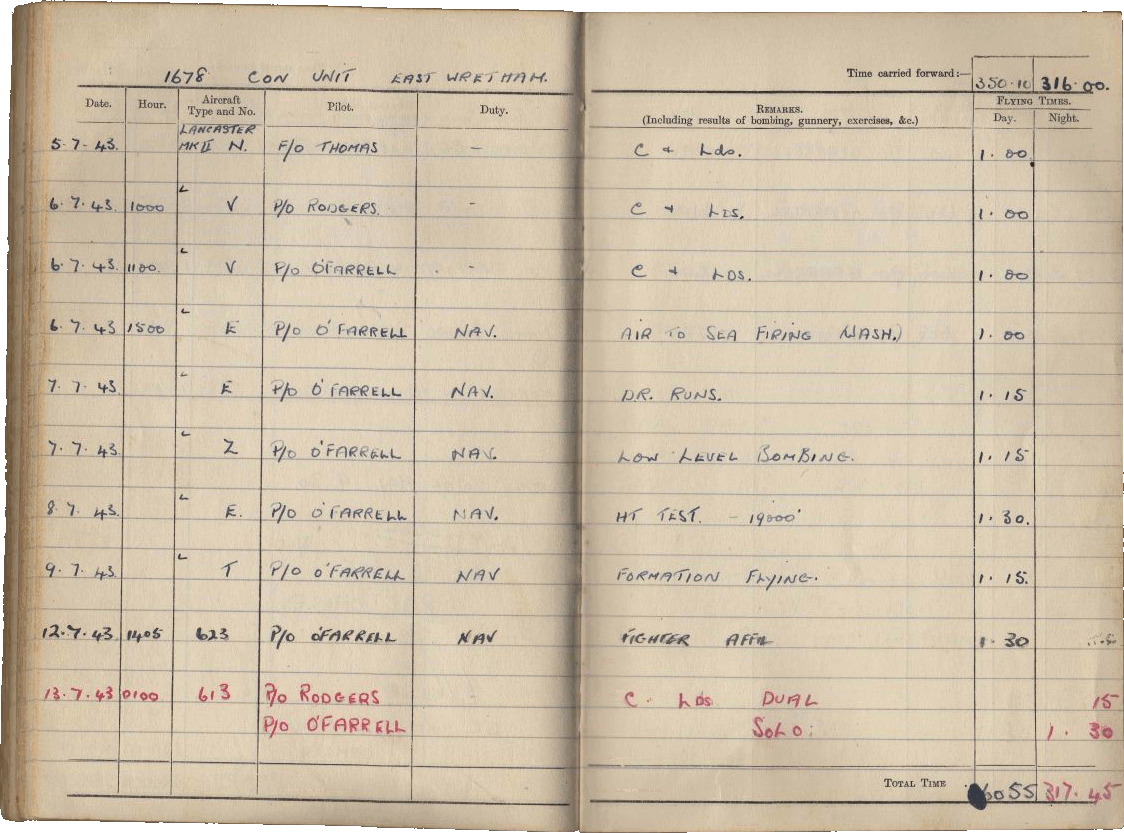 1678 CON UNIT EAST WRETHAM.
Time carried forward:— 350·10 316·00.
Date. Hour. Aircraft Type and No. Pilot. Duty. REMARKS. (Including results of bombing, gunnery, exercises, &c.) FLYING TIMES. Day. Night.
5·7·43. LANCASTER MK II N. F/O THOMAS - C & Lds. 1·00
6·7·43. 1000 L V P/O RODGERS - C & LDS. 1·00
6·7·43. 1100. L V P/O O'FARRELL - C & LDS. 1·00
6·7·43. 1500 L E P/O O'FARRELL NAV. AIR TO SEA FIRING (WASH.) 1·00
7·7·43. L E P/O O'FARRELL NAV. D.R. RUNS. 1·15
7·7·43. L Z P/O O'FARRELL NAV. LOW LEVEL BOMBING. 1·15
8·7·43. L E. P/O O'FARRELL NAV. HT TEST. - 19000' 1·30.
9·7·43. L T P/O O'FARRELL NAV FORMATION FLYING. 1·15.
12·7·43 1405 623 P/O O'FARRELL NAV FIGHTER AFFIL 1·30
13·7·43 0100 613 P/O RODGERS C. Lds DUAL 15
P/O O'FARRELL SOLO: 1·30
TOTAL TIME 6055 317·45